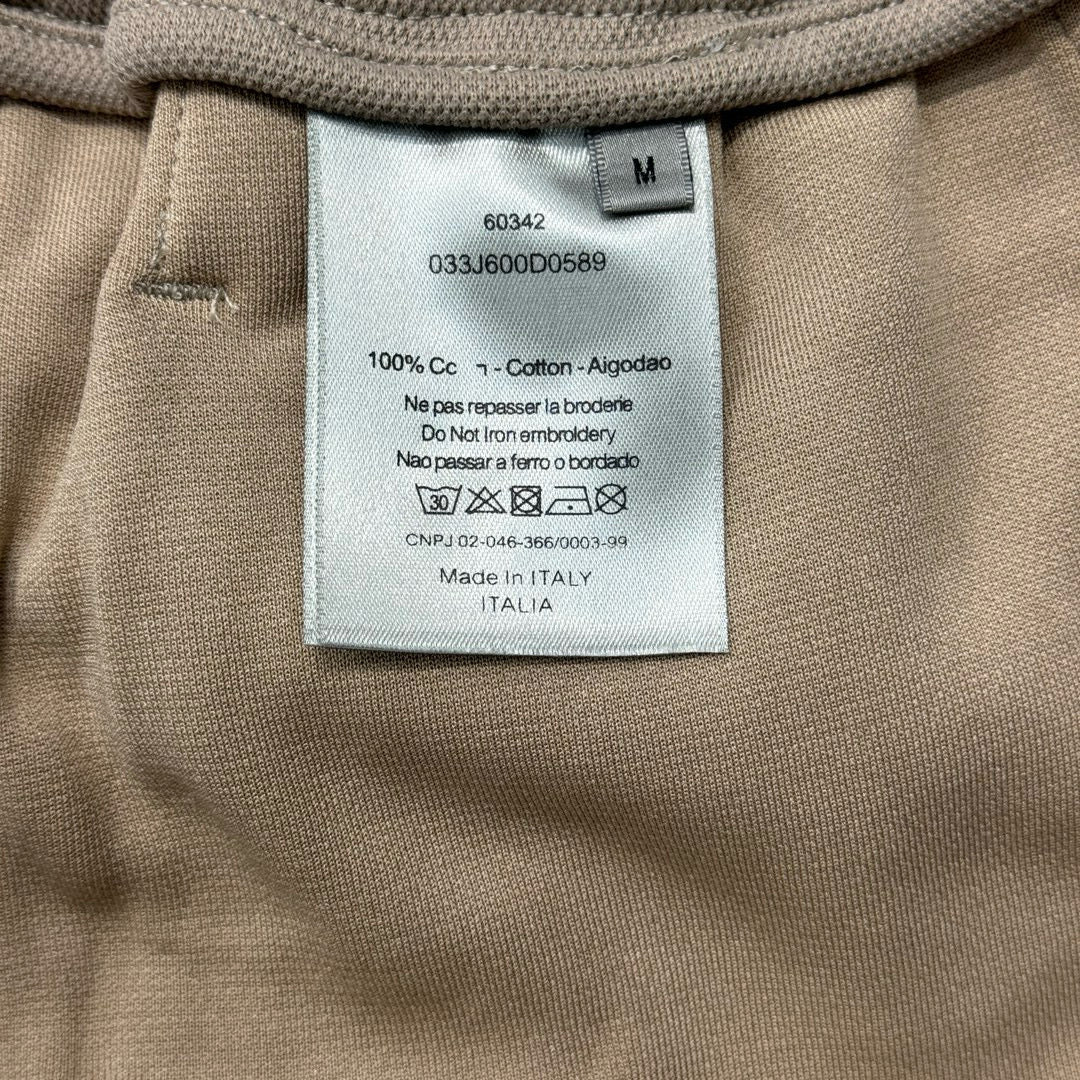 M
60342
033J600D0589
100% Cc ㄱ - Cotton - Aigodao
Ne pas repasser la broderie
Do Not Iron embroldery
Nao passar a ferro o bordado
30
CNPJ 02-046-366/0003-99
Made In ITALY
ITALIA